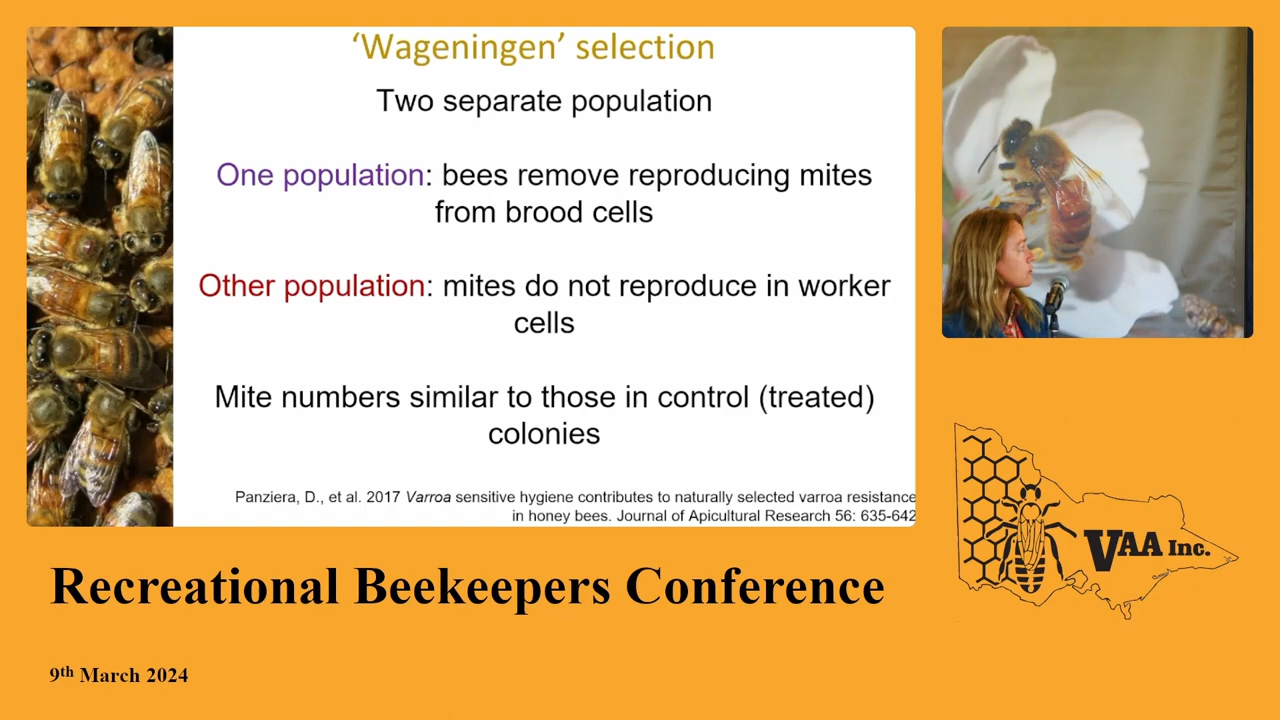 ‘Wageningen’ selection
Two separate population
One population: bees remove reproducing mites
from brood cells
Other population: mites do not reproduce in worker
cells
Mite numbers similar to those in control (treated)
colonies
Panziera, D., et al. 2017 Varroa sensitive hygiene contributes to naturally selected varroa resistance
in honey bees. Journal of Apicultural Research 56: 635-642
VAA Inc.
Recreational Beekeepers Conference
9th March 2024